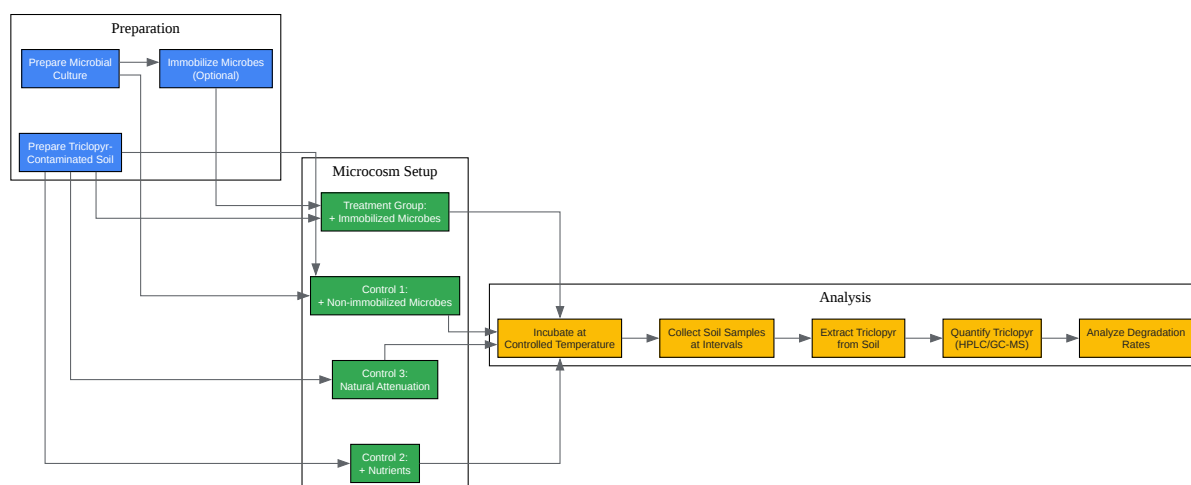 Preparation
Prepare Microbial
Culture
Immobilize Microbes
(Optional)
Prepare Triclopyr-
Contaminated Soil
Microcosm Setup
Treatment Group:
+ Immobilized Microbes
Control 1:
+ Non-immobilized Microbes
Control 3:
Natural Attenuation
Control 2:
+ Nutrients
Analysis
Incubate at
Controlled Temperature
Collect Soil Samples
at Intervals
Extract Triclopyr
from Soil
Quantify Triclopyr
(HPLC/GC-MS)
Analyze Degradation
Rates